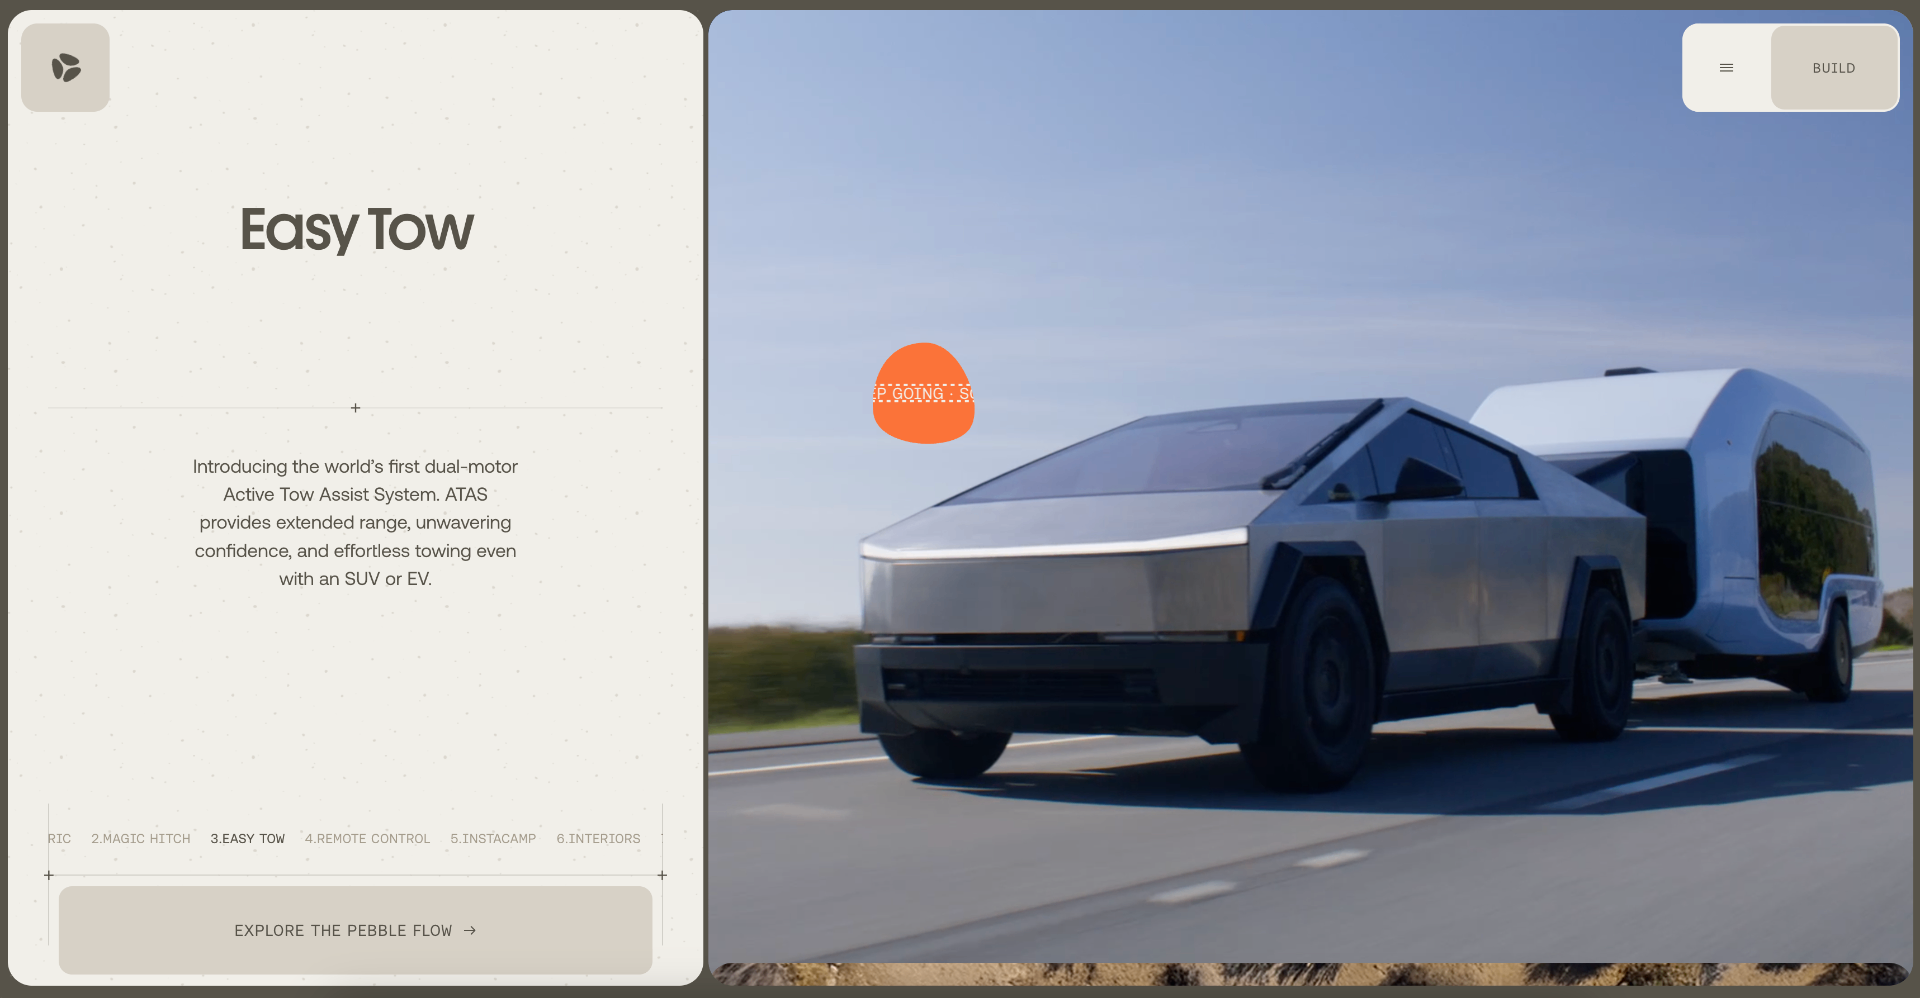 BUILD
Easy Tow
GOING :
Introducing the world's first dual-motor
Active Tow Assist System. ATAS
provides extended range, unwavering
confidence, and effortless towing even
with an SUV or EV.
RIC 2.MAGIC HITCH 3.EASY TOW 4.REMOTE CONTROL 5.INSTACAMP 6.INTERIORS
EXPLORE THE PEBBLE FLOW →